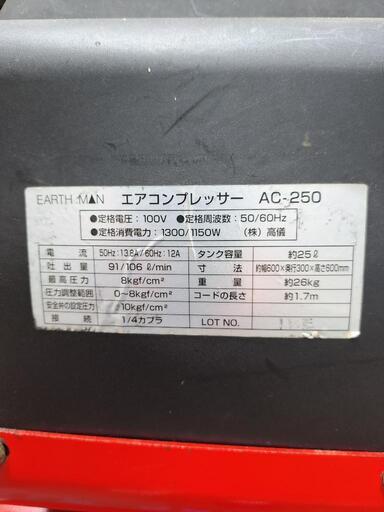 EARTH MAN エアコンプレッサー AC-250
●定格電圧：100V ●定格周波数：50/60Hz
●定格消費電力：1300/1150W （株）高儀
電流 50Hz:13.8A/60Hz:12A タンク容量 約25ℓ
吐出量 91/106ℓ/min 寸法 約幅600×奥行300×高さ600mm
最高圧力 8kgf/cm² 重量 約26kg
圧力調整範囲 0〜8kgf/cm² コードの長さ 約1.7m
安全弁の設定圧力 10kgf/cm² LOT NO.
接続 1/4カプラ